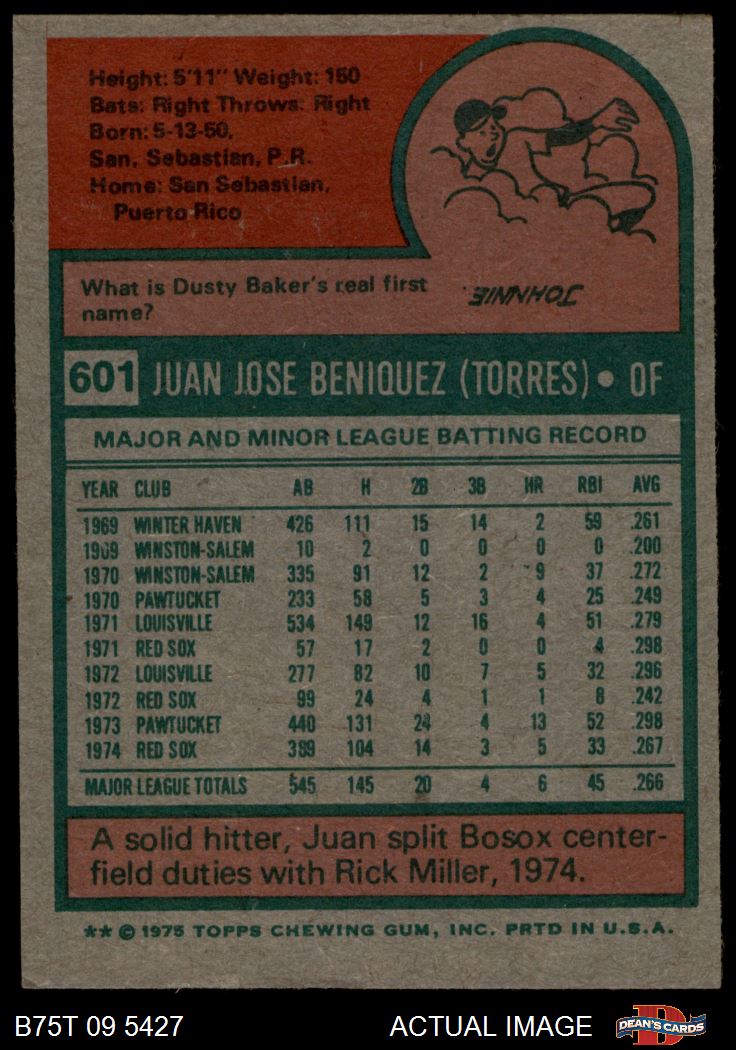 Height: 5'11" Weight: 150
Bats: Right Throws: Right
Born: 5-13-50,
San. Sebastian, P.R.
Home: San Sebastian,
Puerto Rico
What is Dusty Baker's real first
name?
JOHNNIE
601 JUAN JOSE BENIQUEZ (TORRES) • OF
MAJOR AND MINOR LEAGUE BATTING RECORD
YEAR CLUB AB H 2B 3B HR RBI AVG
1969 WINTER HAVEN 426 111 15 14 2 59 .261
1969 WINSTON-SALEM 10 2 0 0 0 0 .200
1970 WINSTON-SALEM 335 91 12 2 9 37 .272
1970 PAWTUCKET 233 58 5 3 4 25 .249
1971 LOUISVILLE 534 149 12 16 4 51 .279
1971 RED SOX 57 17 2 0 0 4 .298
1972 LOUISVILLE 277 82 10 7 5 32 .296
1972 RED SOX 99 24 4 1 1 8 .242
1973 PAWTUCKET 440 131 24 4 13 52 .298
1974 RED SOX 389 104 14 3 5 33 .267
MAJOR LEAGUE TOTALS 545 145 20 4 6 45 .266
A solid hitter, Juan split Bosox center-
field duties with Rick Miller, 1974.
** © 1975 TOPPS CHEWING GUM, INC. PRTD IN U.S.A.
B75T 09 5427 ACTUAL IMAGE D DEAN'S CARDS